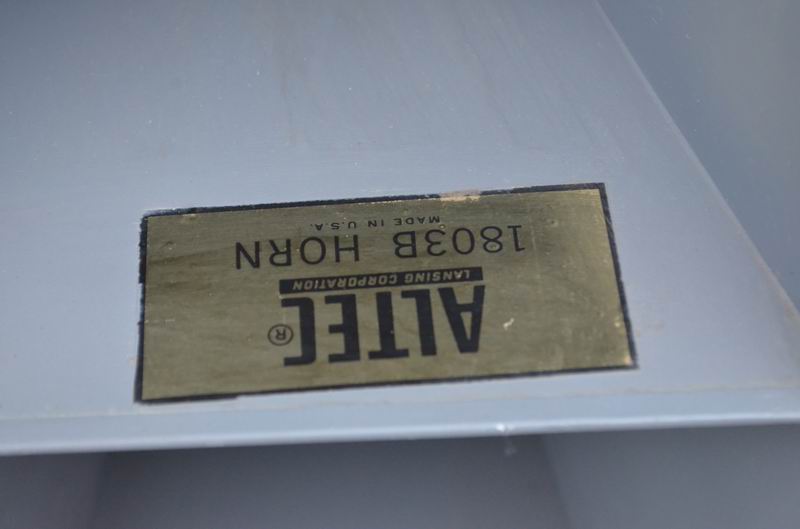 ALTEC ®
LANSING CORPORATION
1803B HORN
MADE IN U.S.A.